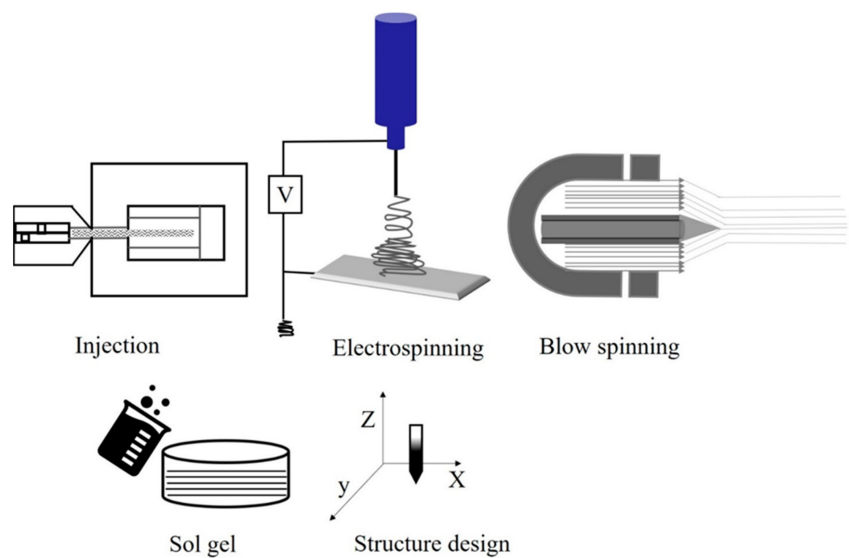 V
Injection
Electrospinning
Blow spinning
Z
X
y
Sol gel
Structure design